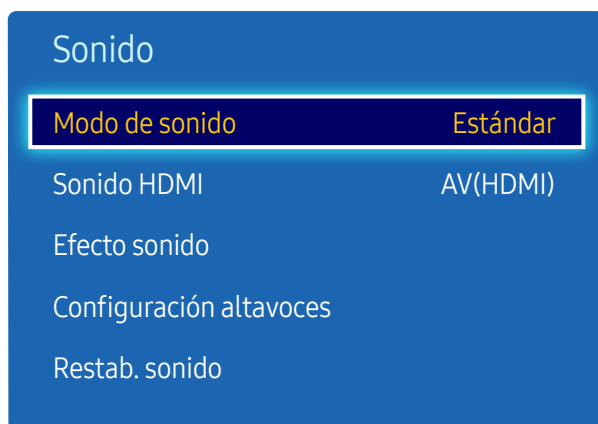 Sonido
Modo de sonido Estándar
Sonido HDMI AV(HDMI)
Efecto sonido
Configuración altavoces
Restab. sonido